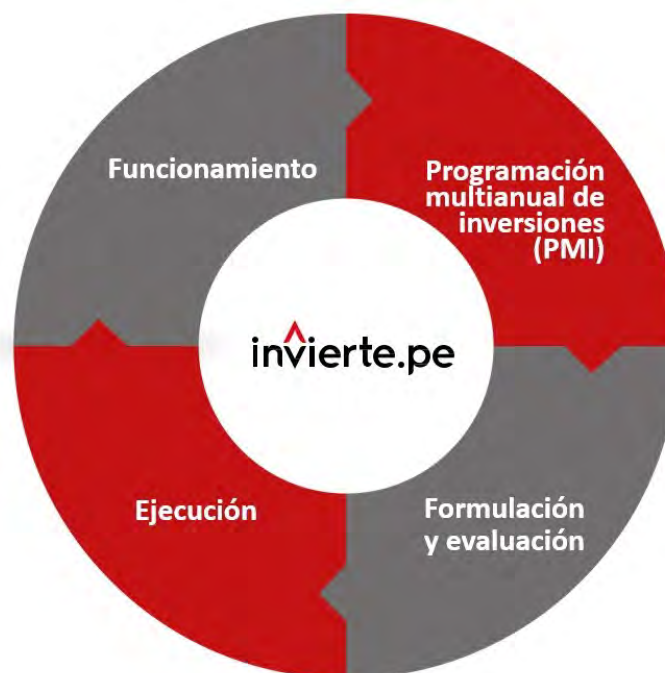 Funcionamiento
Programación
multianual de
inversiones
(PMI)
invierte.pe
Ejecución
Formulación
y evaluación